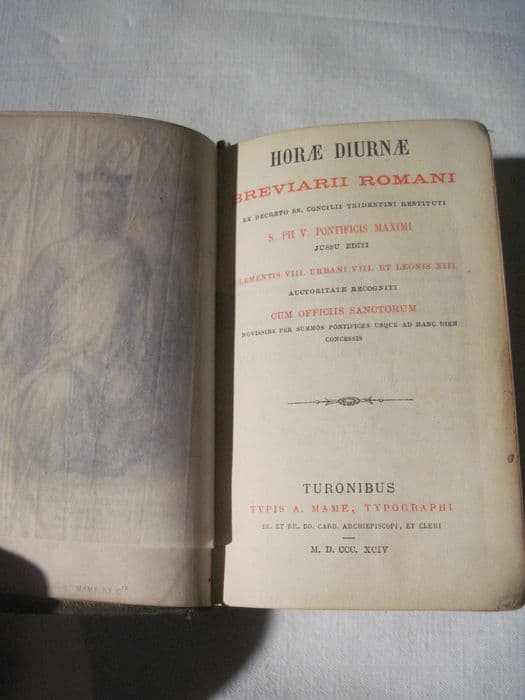 HORÆ DIURNÆ
BREVIARII ROMANI
EX DECRETO SS. CONCILII TRIDENTINI RESTITUTI
S. PII V. PONTIFICIS MAXIMI
JUSSU EDITI
LEMENTIS VIII. URBANI VIII. ET LEONIS XIII.
AUCTORITATE RECOGNITI
CUM OFFICIIS SANCTORUM
NOVISSIME PER SUMMOS PONTIFICES USQUE AD HANC DIEM
CONCESSIS
TURONIBUS
TYPIS A. MAME, TYPOGRAPHI
EE. ET RR. DD. CARD. ARCHIEPISCOPI, ET CLERI
M. D. CCC. XCIV
MAME ET